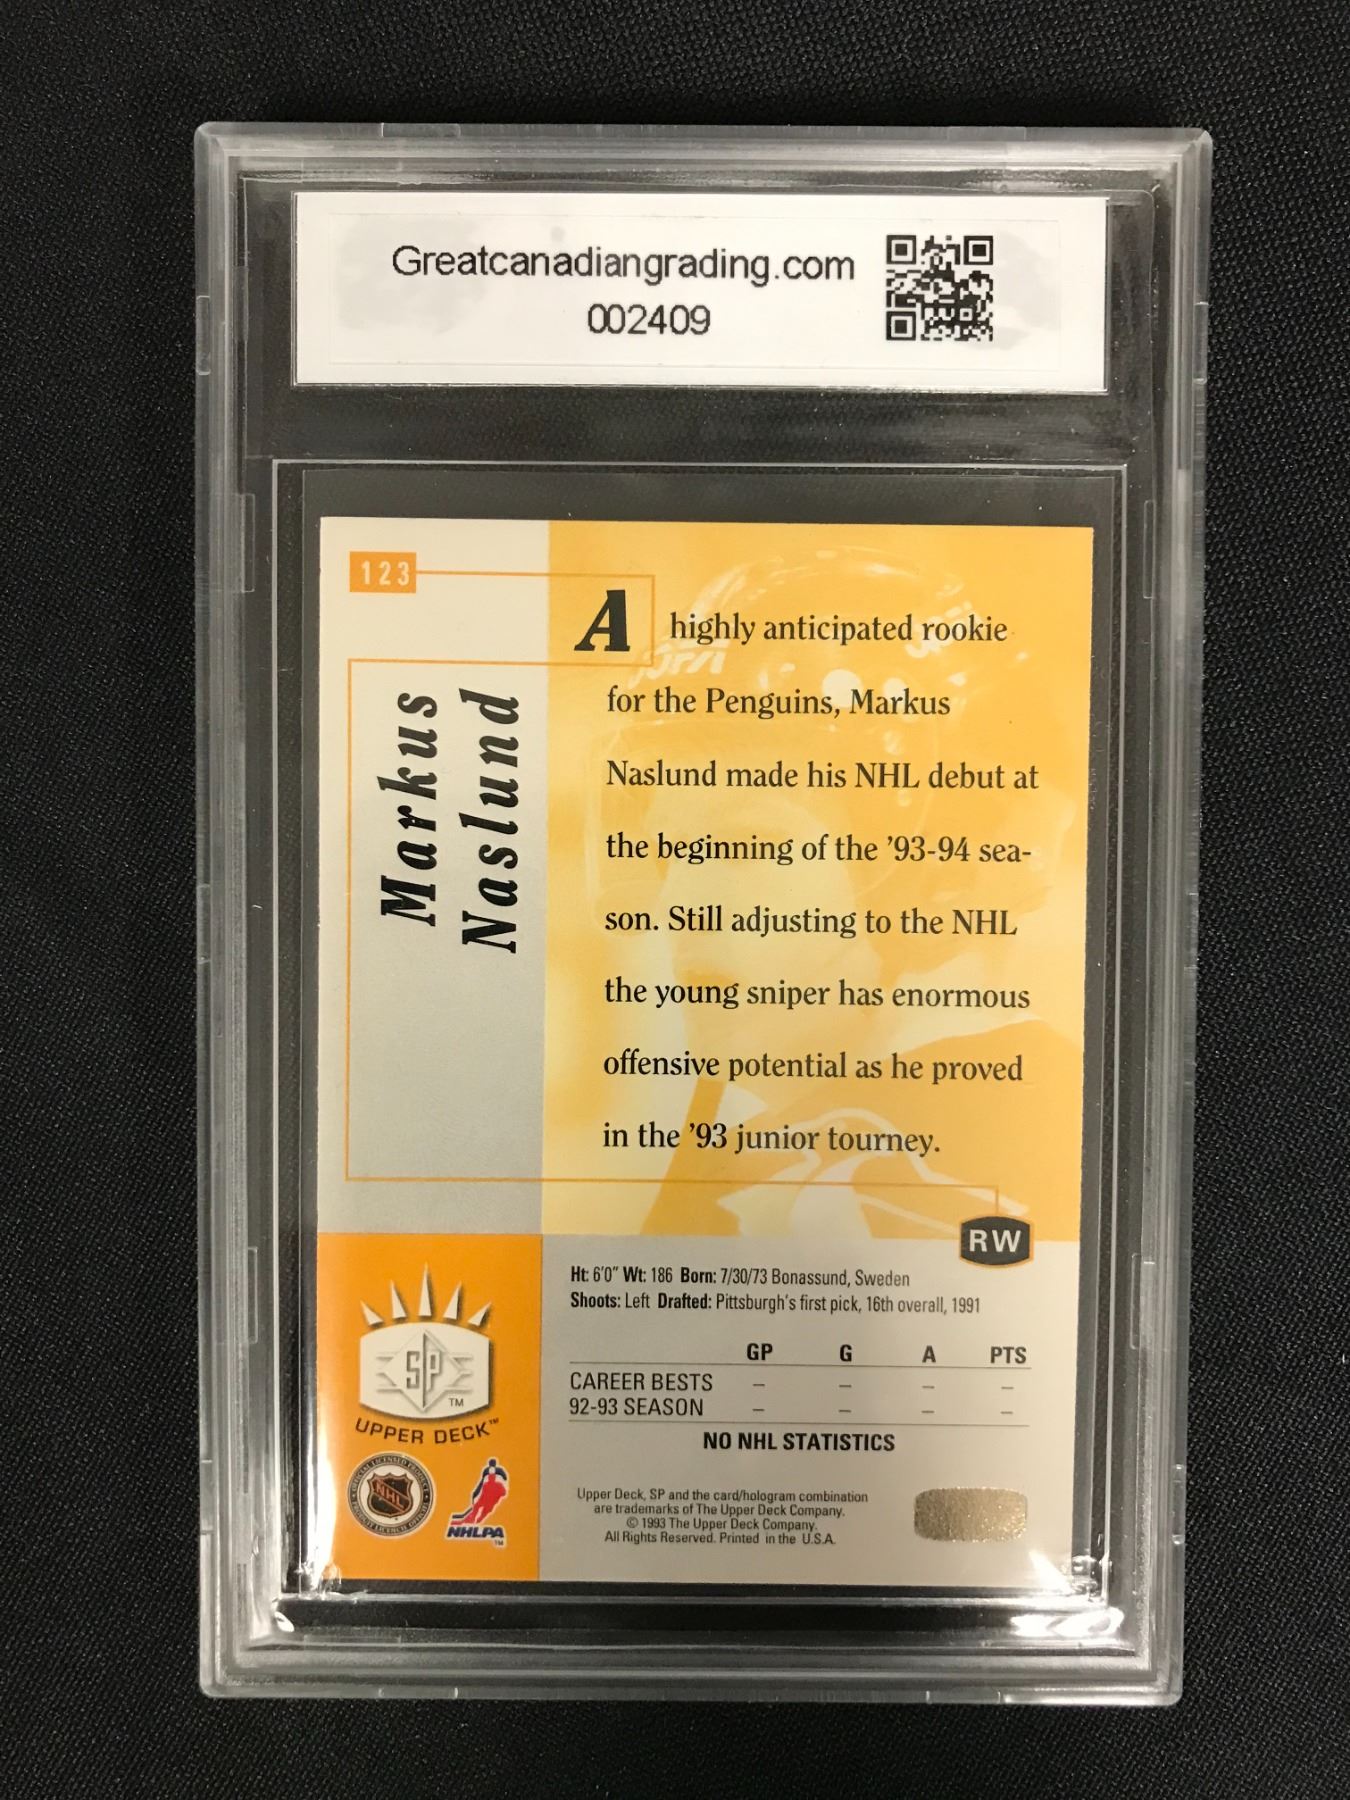 Greatcanadiangrading.com
002409
123
Markus
Naslund
A highly anticipated rookie
for the Penguins, Markus
Naslund made his NHL debut at
the beginning of the ’93-94 sea-
son. Still adjusting to the NHL
the young sniper has enormous
offensive potential as he proved
in the ’93 junior tourney.
RW
Ht: 6'0" Wt: 186 Born: 7/30/73 Bonassund, Sweden
Shoots: Left Drafted: Pittsburgh's first pick, 16th overall, 1991
GP G A PTS
CAREER BESTS – – – –
92-93 SEASON – – – –
NO NHL STATISTICS
SP TM
UPPER DECK™
NHL
NHLPA
TM
Upper Deck, SP and the card/hologram combination
are trademarks of The Upper Deck Company.
© 1993 The Upper Deck Company.
All Rights Reserved. Printed in the U.S.A.